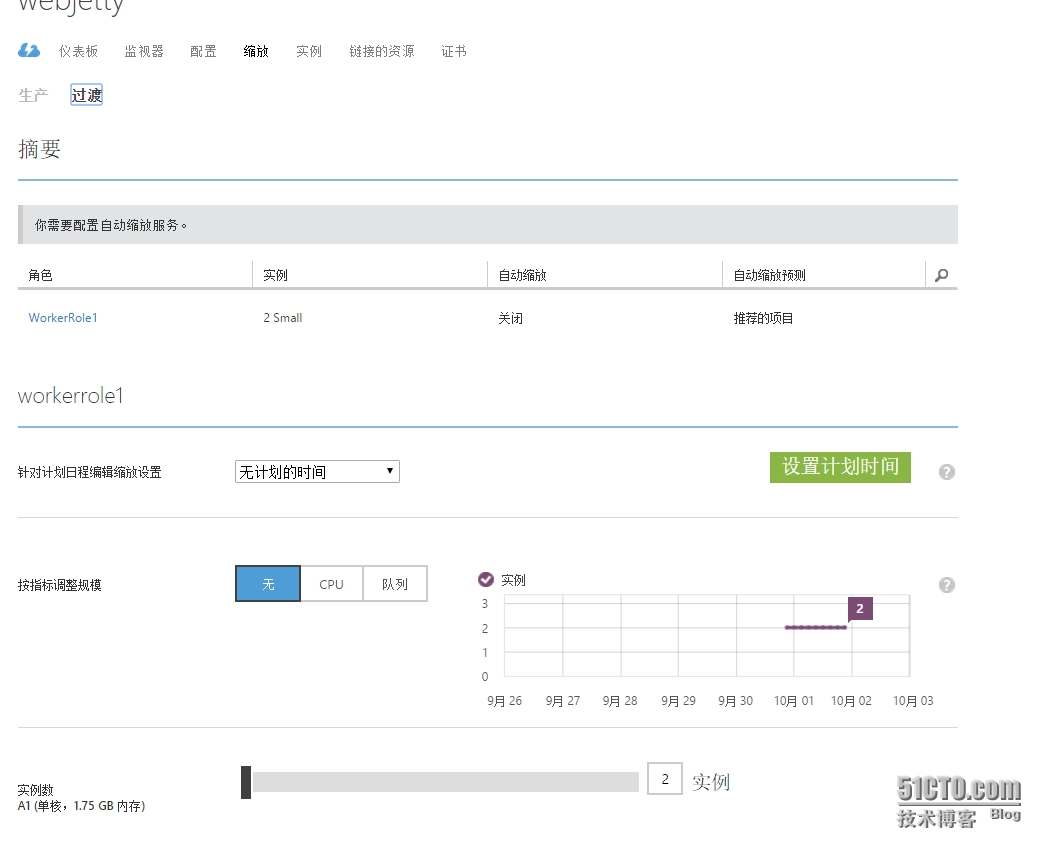 webjetty
仪表板 监视器 配置 缩放 实例 链接的资源 证书
生产 过渡
摘要
你需要配置自动缩放服务。
角色 实例 自动缩放 自动缩放预测
WorkerRole1 2 Small 关闭 推荐的项目
workerrole1
针对计划日程编辑缩放设置 无计划的时间 设置计划时间 ?
按指标调整规模 无 CPU 队列 实例 ?
3
2
2
1
0
9月 26 9月 27 9月 28 9月 29 9月 30 10月 01 10月 02 10月 03
实例数 2 实例
A1 (单核，1.75 GB 内存)
51CTO.com
技术博客 Blog